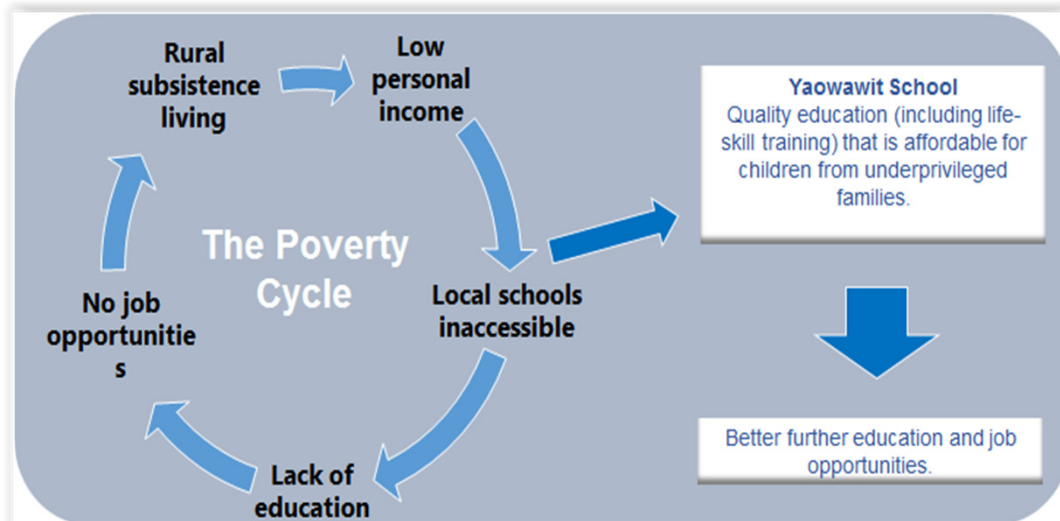 Rural
subsistence
living
Low
personal
income
Yaowawit School
Quality education (including life-
skill training) that is affordable for
children from underprivileged
families.
The Poverty
Cycle
Local schools
inaccessible
No job
opportunitie
s
Lack of
education
Better further education and job
opportunities.